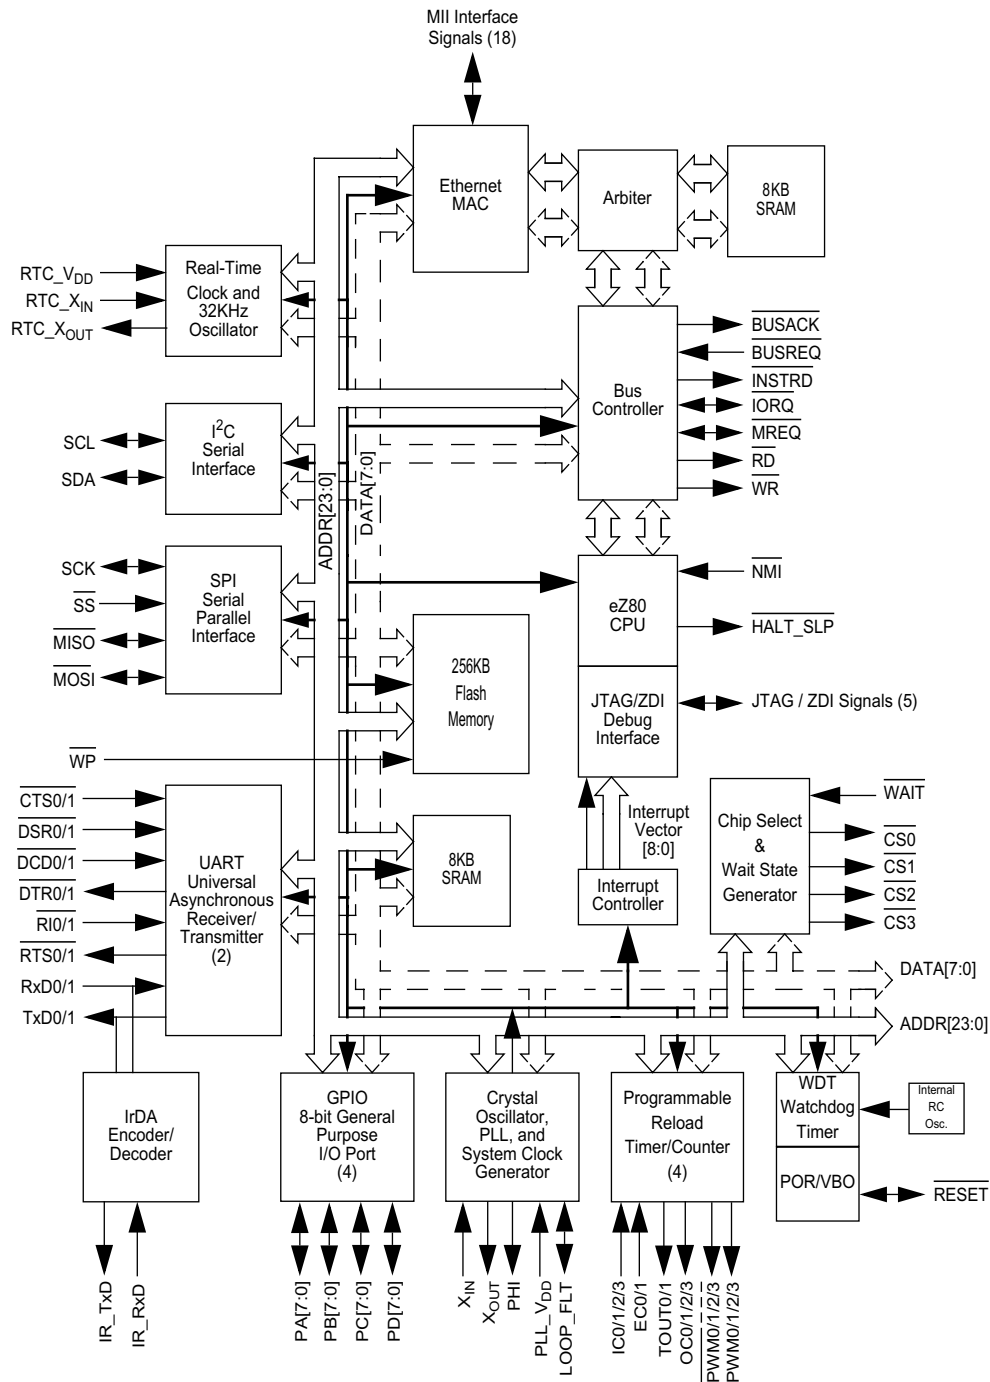 MII Interface
Signals (18)
Ethernet
MAC
Arbiter
8KB
SRAM
RTC_VDD
RTC_XIN
RTC_XOUT
Real-Time
Clock and
32KHz
Oscillator
Bus
Controller
BUSACK
BUSREQ
INSTRD
IORQ
MREQ
RD
WR
SCL
SDA
I2C
Serial
Interface
ADDR[23:0]
DATA[7:0]
SCK
SS
MISO
MOSI
SPI
Serial
Parallel
Interface
eZ80
CPU
NMI
HALT_SLP
256KB
Flash
Memory
JTAG/ZDI
Debug
Interface
JTAG / ZDI Signals (5)
WP
CTS0/1
DSR0/1
DCD0/1
DTR0/1
RI0/1
RTS0/1
RxD0/1
TxD0/1
UART
Universal
Asynchronous
Receiver/
Transmitter
(2)
8KB
SRAM
Interrupt
Vector
[8:0]
Interrupt
Controller
Chip Select
&
Wait State
Generator
WAIT
CS0
CS1
CS2
CS3
DATA[7:0]
ADDR[23:0]
IrDA
Encoder/
Decoder
GPIO
8-bit General
Purpose
I/O Port
(4)
Crystal
Oscillator,
PLL, and
System Clock
Generator
Programmable
Reload
Timer/Counter
(4)
WDT
Watchdog
Timer
POR/VBO
Internal
RC
Osc.
RESET
IR_TxD
IR_RxD
PA[7:0]
PB[7:0]
PC[7:0]
PD[7:0]
XIN
XOUT
PHI
PLL_VDD
LOOP_FLT
IC0/1/2/3
EC0/1
TOUT0/1
OC0/1/2/3
PWM0/1/2/3
PWM0/1/2/3